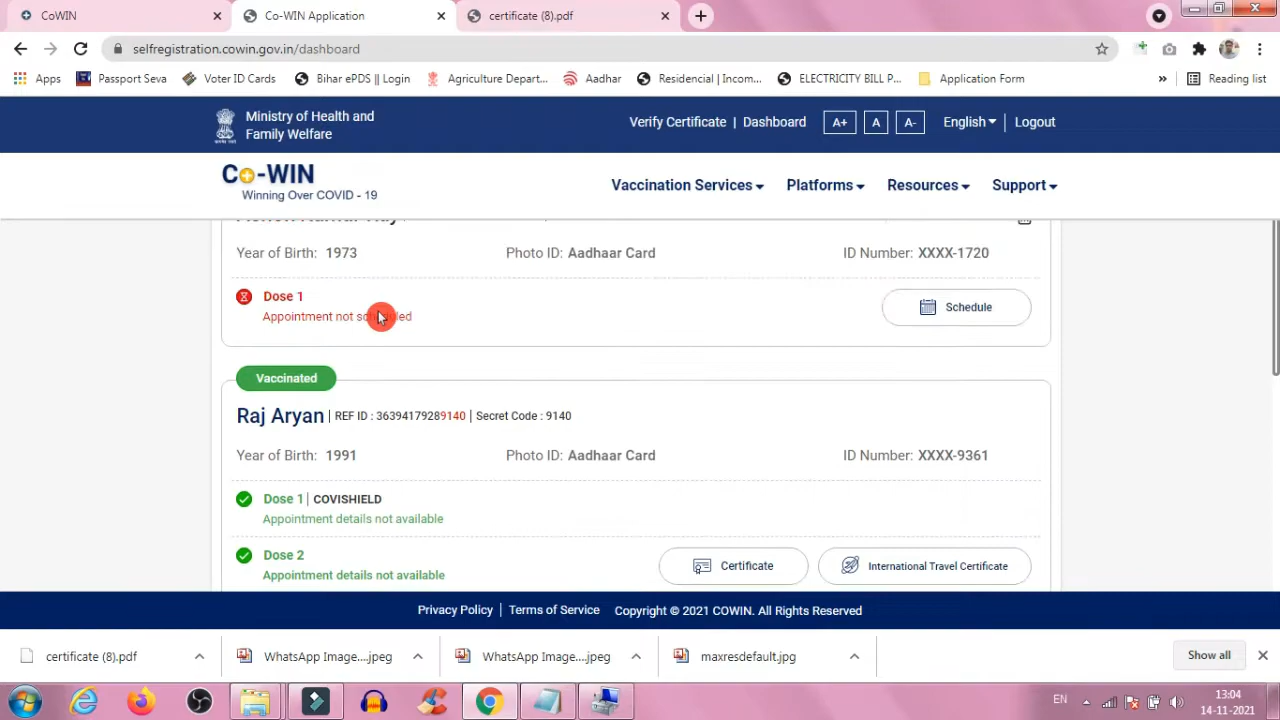 CoWIN
Co-WIN Application
certificate (8).pdf
selfregistration.cowin.gov.in/dashboard
Apps
Passport Seva
Voter ID Cards
Bihar ePDS || Login
Agriculture Depart...
Aadhar
Residencial | Incom...
ELECTRICITY BILL P...
Application Form
»
Reading list
Ministry of Health and
Family Welfare
Verify Certificate | Dashboard
A+
A
A-
English
Logout
Co-WIN
Winning Over COVID - 19
Vaccination Services
Platforms
Resources
Support
Year of Birth: 1973
Photo ID: Aadhaar Card
ID Number: XXXX-1720
Dose 1
Appointment not scheduled
Schedule
Vaccinated
Raj Aryan | REF ID : 36394179289140 | Secret Code : 9140
Year of Birth: 1991
Photo ID: Aadhaar Card
ID Number: XXXX-9361
Dose 1 | COVISHIELD
Appointment details not available
Dose 2
Appointment details not available
Certificate
International Travel Certificate
Privacy Policy | Terms of Service
Copyright © 2021 COWIN. All Rights Reserved
certificate (8).pdf
WhatsApp Image....jpeg
WhatsApp Image....jpeg
maxresdefault.jpg
Show all
EN
13:04
14-11-2021